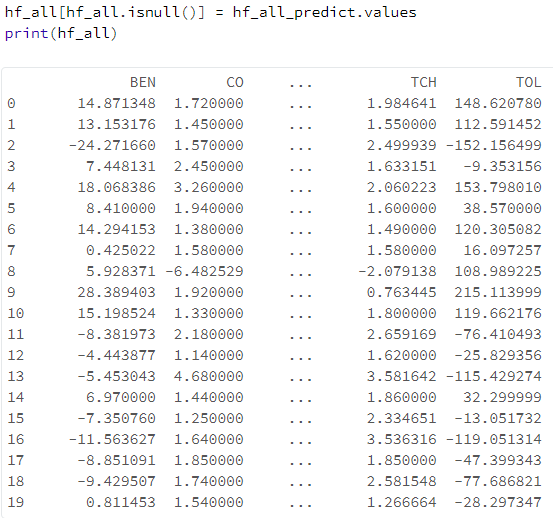 hf_all[hf_all.isnull()] = hf_all_predict.values
print(hf_all)
BEN CO ... TCH TOL
0 14.871348 1.720000 ... 1.984641 148.620780
1 13.153176 1.450000 ... 1.550000 112.591452
2 -24.271660 1.570000 ... 2.499939 -152.156499
3 7.448131 2.450000 ... 1.633151 -9.353156
4 18.068386 3.260000 ... 2.060223 153.798010
5 8.410000 1.940000 ... 1.600000 38.570000
6 14.294153 1.380000 ... 1.490000 120.305082
7 0.425022 1.580000 ... 1.580000 16.097257
8 5.928371 -6.482529 ... -2.079138 108.989225
9 28.389403 1.920000 ... 0.763445 215.113999
10 15.198524 1.330000 ... 1.800000 119.662176
11 -8.381973 2.180000 ... 2.659169 -76.410493
12 -4.443877 1.140000 ... 1.620000 -25.829356
13 -5.453043 4.680000 ... 3.581642 -115.429274
14 6.970000 1.440000 ... 1.860000 32.299999
15 -7.350760 1.250000 ... 2.334651 -13.051732
16 -11.563627 1.640000 ... 3.536316 -119.051314
17 -8.851091 1.850000 ... 1.850000 -47.399343
18 -9.429507 1.740000 ... 2.581548 -77.686821
19 0.811453 1.540000 ... 1.266664 -28.297347